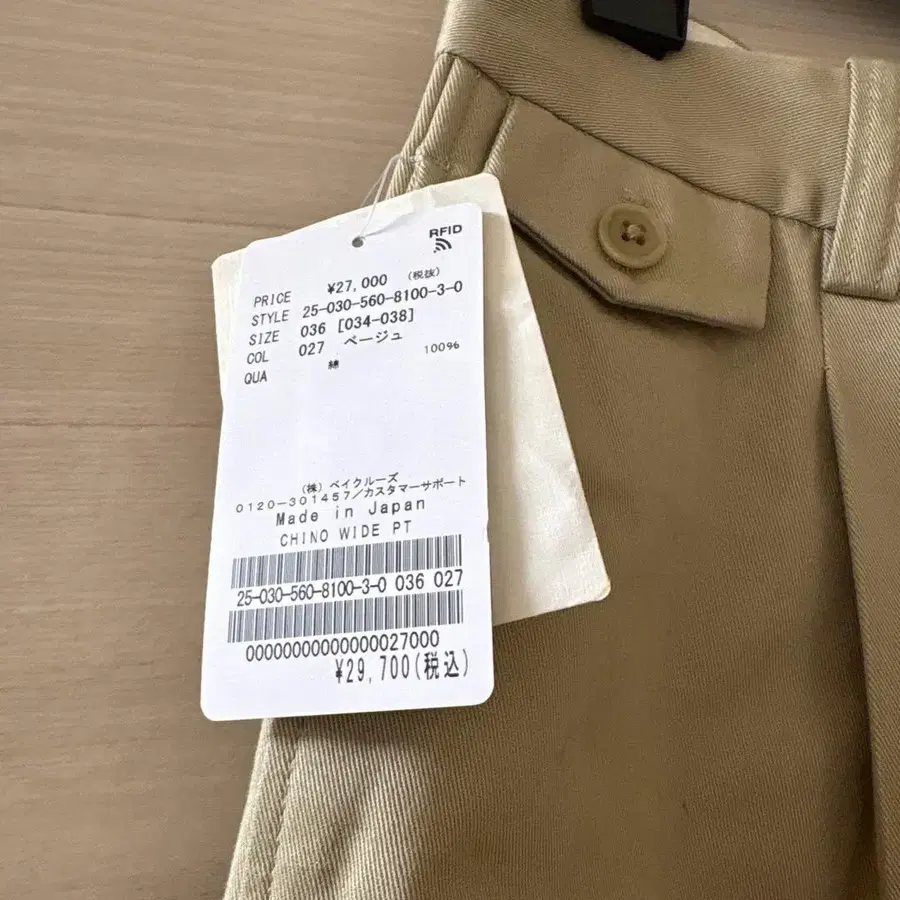 RFID
PRICE ¥27,000 (税抜)
STYLE 25-030-560-8100-3-0
SIZE 036 [034-038]
COL 027 ベージュ
QUA 綿 100%
(株) ベイクルーズ
0120-301457/カスタマーサポート
Made in Japan
CHINO WIDE PT
25-030-560-8100-3-0 036 027
00000000000000027000
¥29,700(税込)